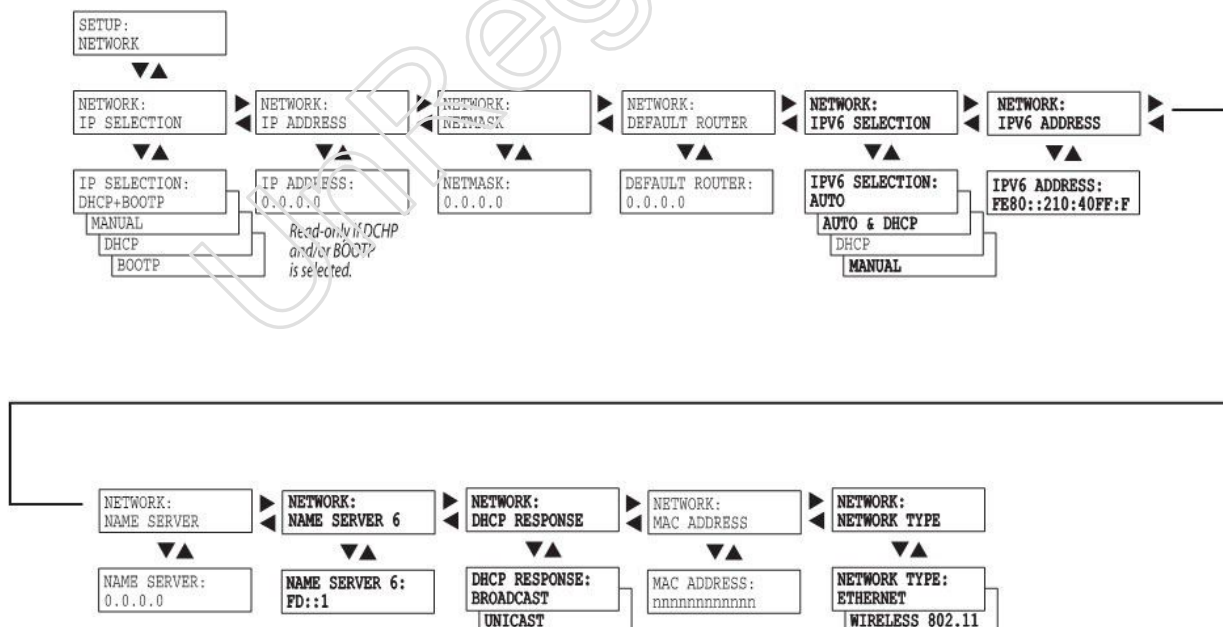 SETUP:
NETWORK
NETWORK:
IP SELECTION
NETWORK:
IP ADDRESS
NETWORK:
NETMASK
NETWORK:
DEFAULT ROUTER
NETWORK:
IPV6 SELECTION
NETWORK:
IPV6 ADDRESS
IP SELECTION:
DHCP+BOOTP
MANUAL
DHCP
BOOTP
IP ADDRESS:
0.0.0.0
Read-only if DCHP
and/or BOOTP
is selected.
NETMASK:
0.0.0.0
DEFAULT ROUTER:
0.0.0.0
IPV6 SELECTION:
AUTO
AUTO & DHCP
DHCP
MANUAL
IPV6 ADDRESS:
FE80::210:40FF:F
NETWORK:
NAME SERVER
NETWORK:
NAME SERVER 6
NETWORK:
DHCP RESPONSE
NETWORK:
MAC ADDRESS
NETWORK:
NETWORK TYPE
NAME SERVER:
0.0.0.0
NAME SERVER 6:
FD::1
DHCP RESPONSE:
BROADCAST
UNICAST
MAC ADDRESS:
nnnnnnnnnnnn
NETWORK TYPE:
ETHERNET
WIRELESS 802.11
UnReg